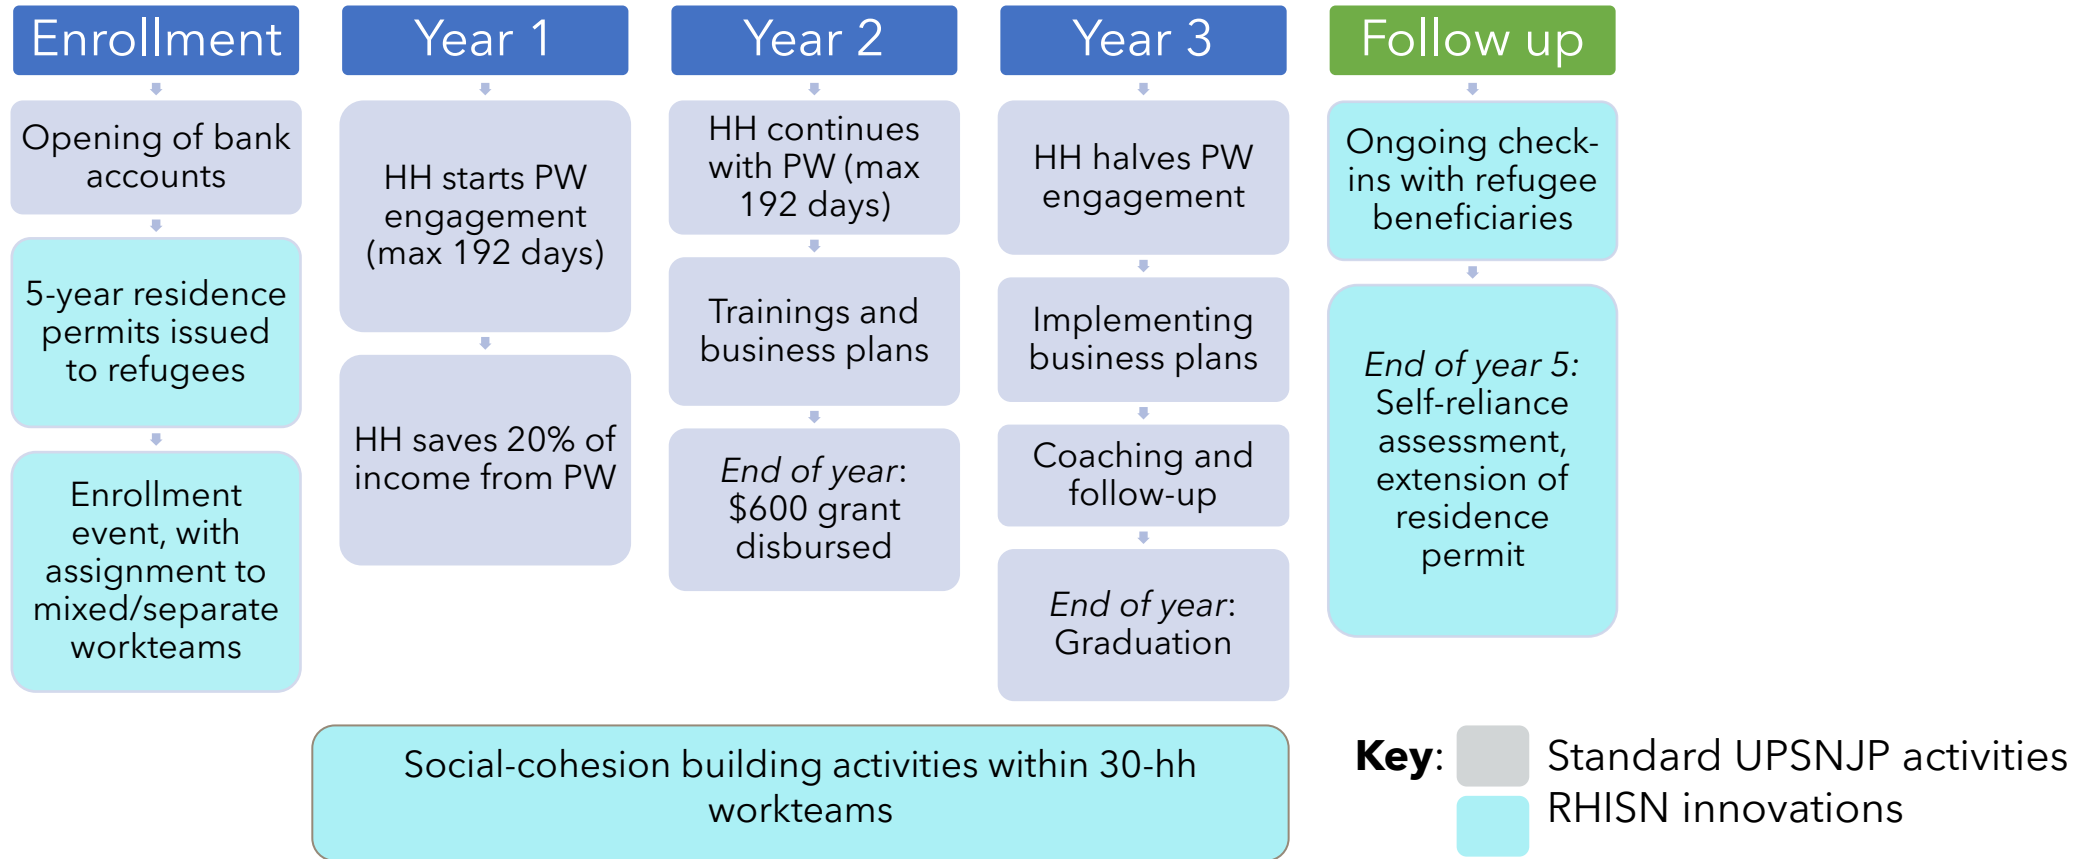 Enrollment
Opening of bank
accounts
5-year residence
permits issued
to refugees
Enrollment
event, with
assignment to
mixed/separate
workteams
Year 1
HH starts PW
engagement
(max 192 days)
HH saves 20% of
income from PW
Year 2
HH continues
with PW (max
192 days)
Trainings and
business plans
End of year:
$600 grant
disbursed
Year 3
HH halves PW
engagement
Implementing
business plans
Coaching and
follow-up
End of year:
Graduation
Follow up
Ongoing check-
ins with refugee
beneficiaries
End of year 5:
Self-reliance
assessment,
extension of
residence
permit
Social-cohesion building activities within 30-hh
workteams
Key:
Standard UPSNJP activities
RHISN innovations